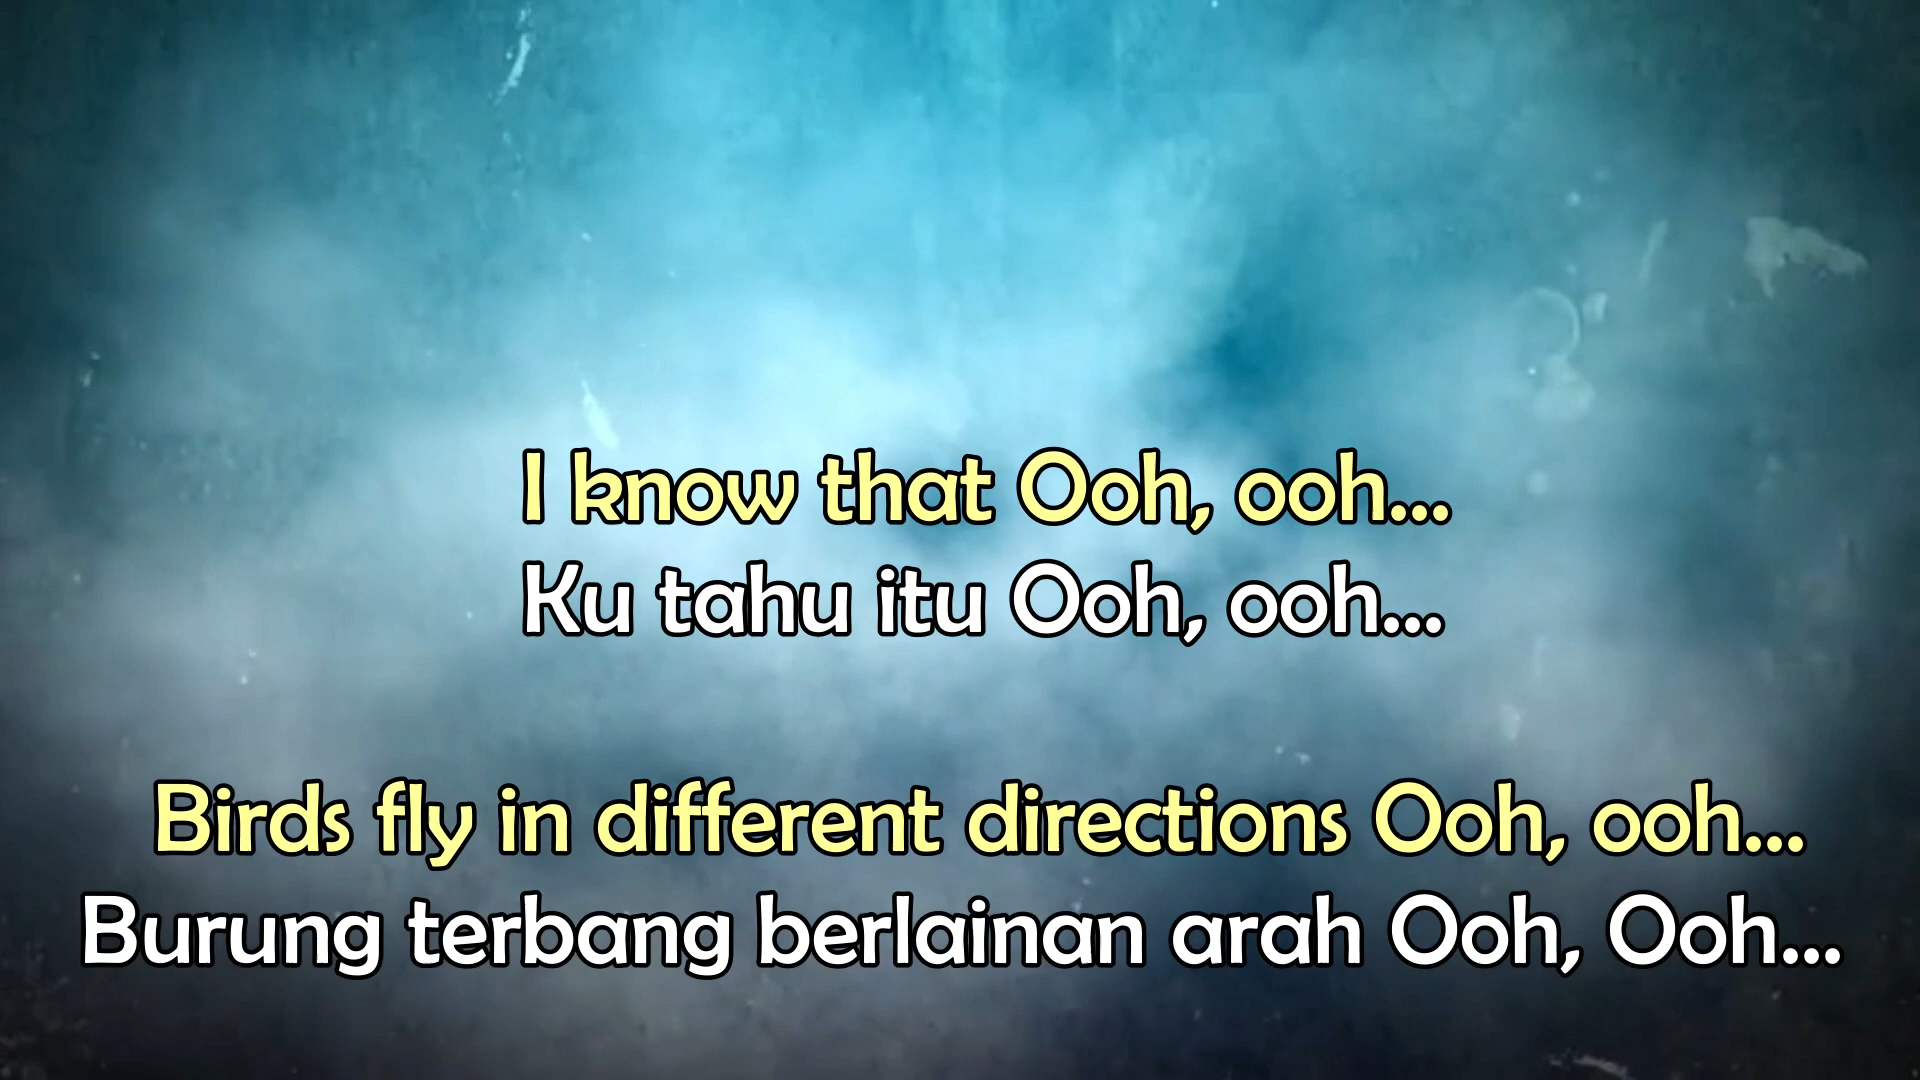 I know that Ooh, ooh...
Ku tahu itu Ooh, ooh...
Birds fly in different directions Ooh, ooh...
Burung terbang berlainan arah Ooh, Ooh...